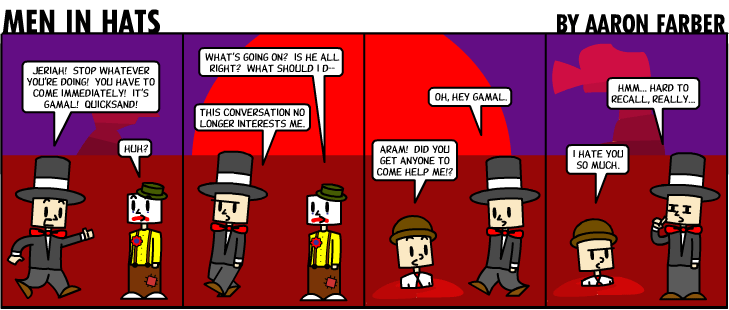 MEN IN HATS
BY AARON FARBER
JERIAH! STOP WHATEVER
YOU'RE DOING! YOU HAVE TO
COME IMMEDIATELY! IT'S
GAMAL! QUICKSAND!
HUH?
WHAT'S GOING ON? IS HE ALL
RIGHT? WHAT SHOULD I D--
THIS CONVERSATION NO
LONGER INTERESTS ME.
OH, HEY GAMAL.
ARAM! DID YOU
GET ANYONE TO
COME HELP ME!?
HMM... HARD TO
RECALL, REALLY...
I HATE YOU
SO MUCH.